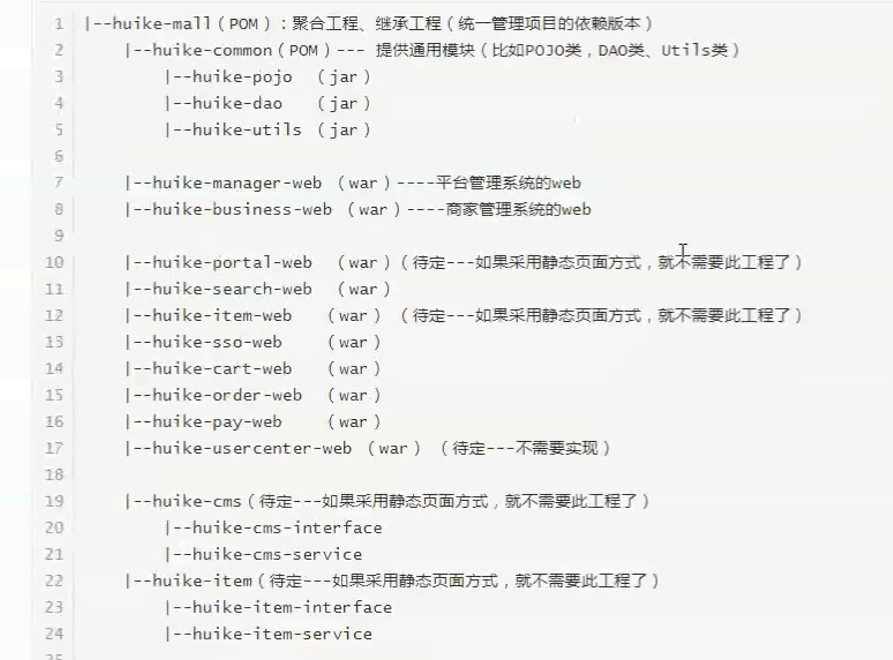 1 |--huike-mall（POM）：聚合工程、继承工程（统一管理项目的依赖版本）
2 |--huike-common（POM）--- 提供通用模块（比如POJO类，DAO类、Utils类）
3 |--huike-pojo （jar）
4 |--huike-dao （jar）
5 |--huike-utils （jar）
6
7 |--huike-manager-web （war）----平台管理系统的web
8 |--huike-business-web （war）----商家管理系统的web
9
10 |--huike-portal-web （war）（待定---如果采用静态页面方式，就不需要此工程了）
11 |--huike-search-web （war）
12 |--huike-item-web （war） （待定---如果采用静态页面方式，就不需要此工程了）
13 |--huike-sso-web （war）
14 |--huike-cart-web （war）
15 |--huike-order-web （war）
16 |--huike-pay-web （war）
17 |--huike-usercenter-web （war） （待定---不需要实现）
18
19 |--huike-cms（待定---如果采用静态页面方式，就不需要此工程了）
20 |--huike-cms-interface
21 |--huike-cms-service
22 |--huike-item（待定---如果采用静态页面方式，就不需要此工程了）
23 |--huike-item-interface
24 |--huike-item-service